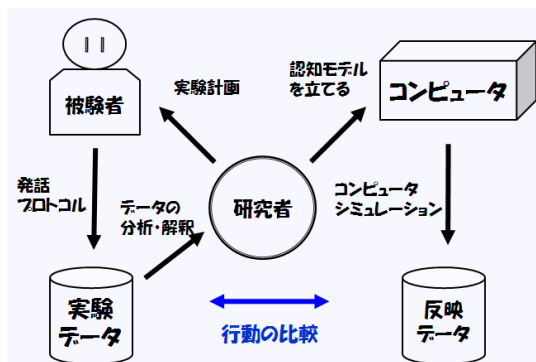 被験者
実験計画
認知モデル
を立てる
コンピュータ
発話
プロトコル
データの
分析・解釈
研究者
コンピュータ
シミュレーション
実験
データ
行動の比較
反映
データ